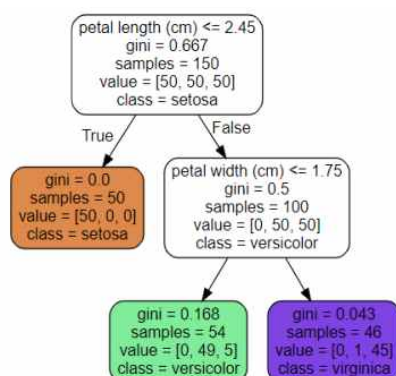 petal length (cm) <= 2.45
gini = 0.667
samples = 150
value = [50, 50, 50]
class = setosa
True
False
gini = 0.0
samples = 50
value = [50, 0, 0]
class = setosa
petal width (cm) <= 1.75
gini = 0.5
samples = 100
value = [0, 50, 50]
class = versicolor
gini = 0.168
samples = 54
value = [0, 49, 5]
class = versicolor
gini = 0.043
samples = 46
value = [0, 1, 45]
class = virginica